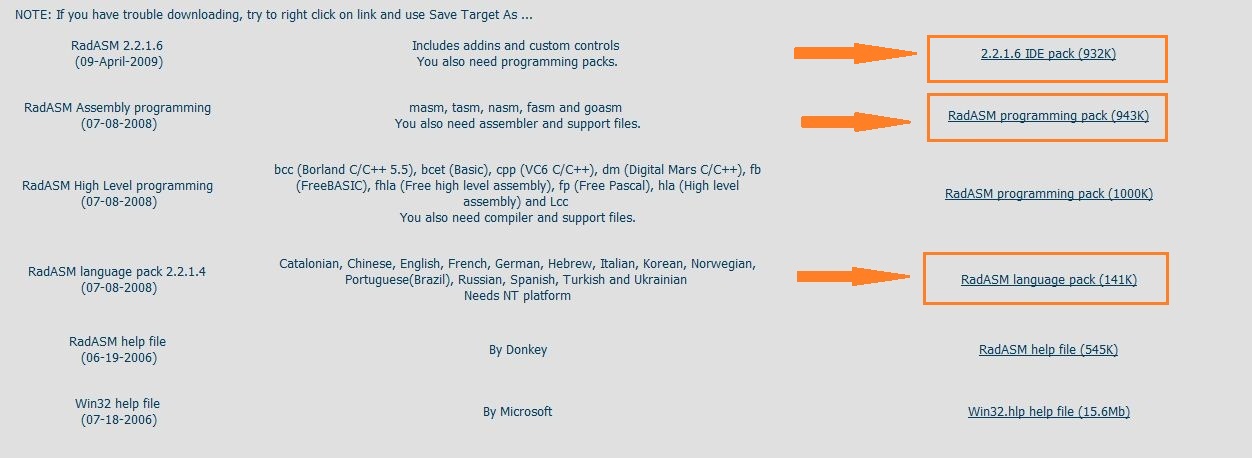 NOTE: If you have trouble downloading, try to right click on link and use Save Target As ...
RadASM 2.2.1.6
(09-April-2009)
Includes addins and custom controls
You also need programming packs.
2.2.1.6 IDE pack (932K)
RadASM Assembly programming
(07-08-2008)
masm, tasm, nasm, fasm and goasm
You also need assembler and support files.
RadASM programming pack (943K)
RadASM High Level programming
(07-08-2008)
bcc (Borland C/C++ 5.5), bcet (Basic), cpp (VC6 C/C++), dm (Digital Mars C/C++), fb
(FreeBASIC), fhla (Free high level assembly), fp (Free Pascal), hla (High level
assembly) and Lcc
You also need compiler and support files.
RadASM programming pack (1000K)
RadASM language pack 2.2.1.4
(07-08-2008)
Catalonian, Chinese, English, French, German, Hebrew, Italian, Korean, Norwegian,
Portuguese(Brazil), Russian, Spanish, Turkish and Ukrainian
Needs NT platform
RadASM language pack (141K)
RadASM help file
(06-19-2006)
By Donkey
RadASM help file (545K)
Win32 help file
(07-18-2006)
By Microsoft
Win32.hlp help file (15.6Mb)